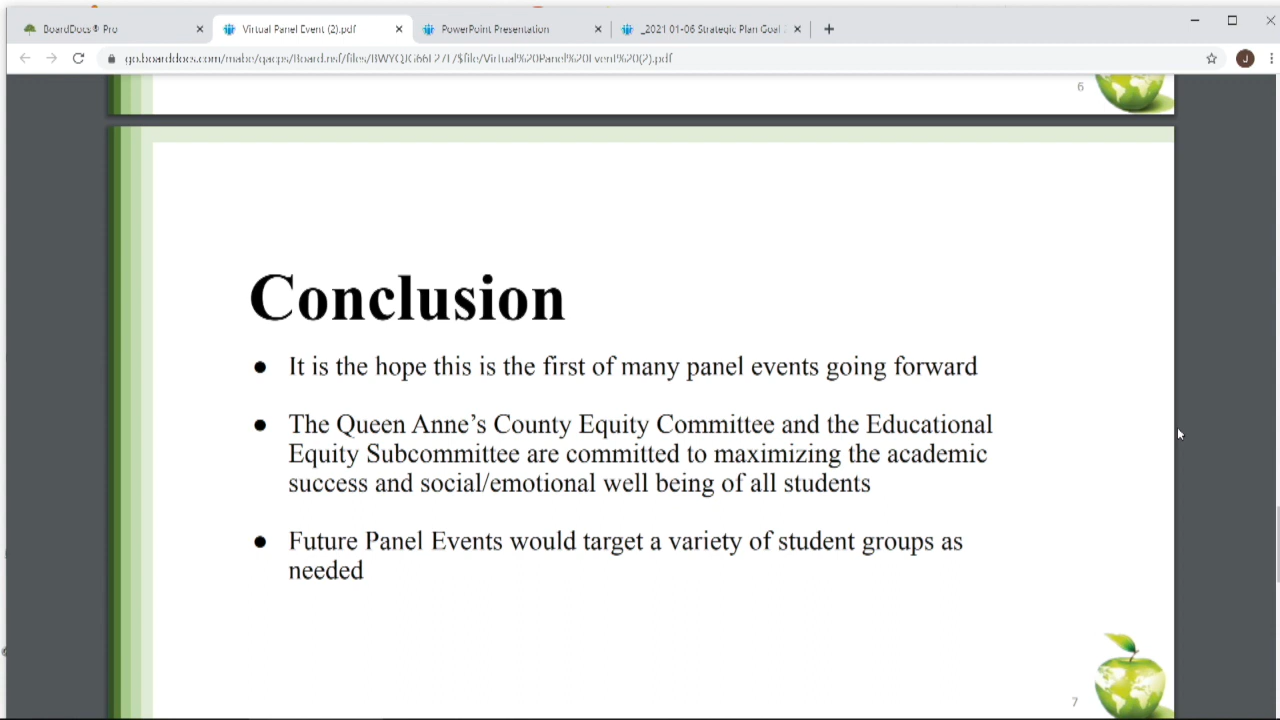 BoardDocs® Pro
Virtual Panel Event (2).pdf
PowerPoint Presentation
_2021 01-06 Strategic Plan Goal
J
6
Conclusion
● It is the hope this is the first of many panel events going forward
● The Queen Anne's County Equity Committee and the Educational
Equity Subcommittee are committed to maximizing the academic
success and social/emotional well being of all students
● Future Panel Events would target a variety of student groups as
needed
7